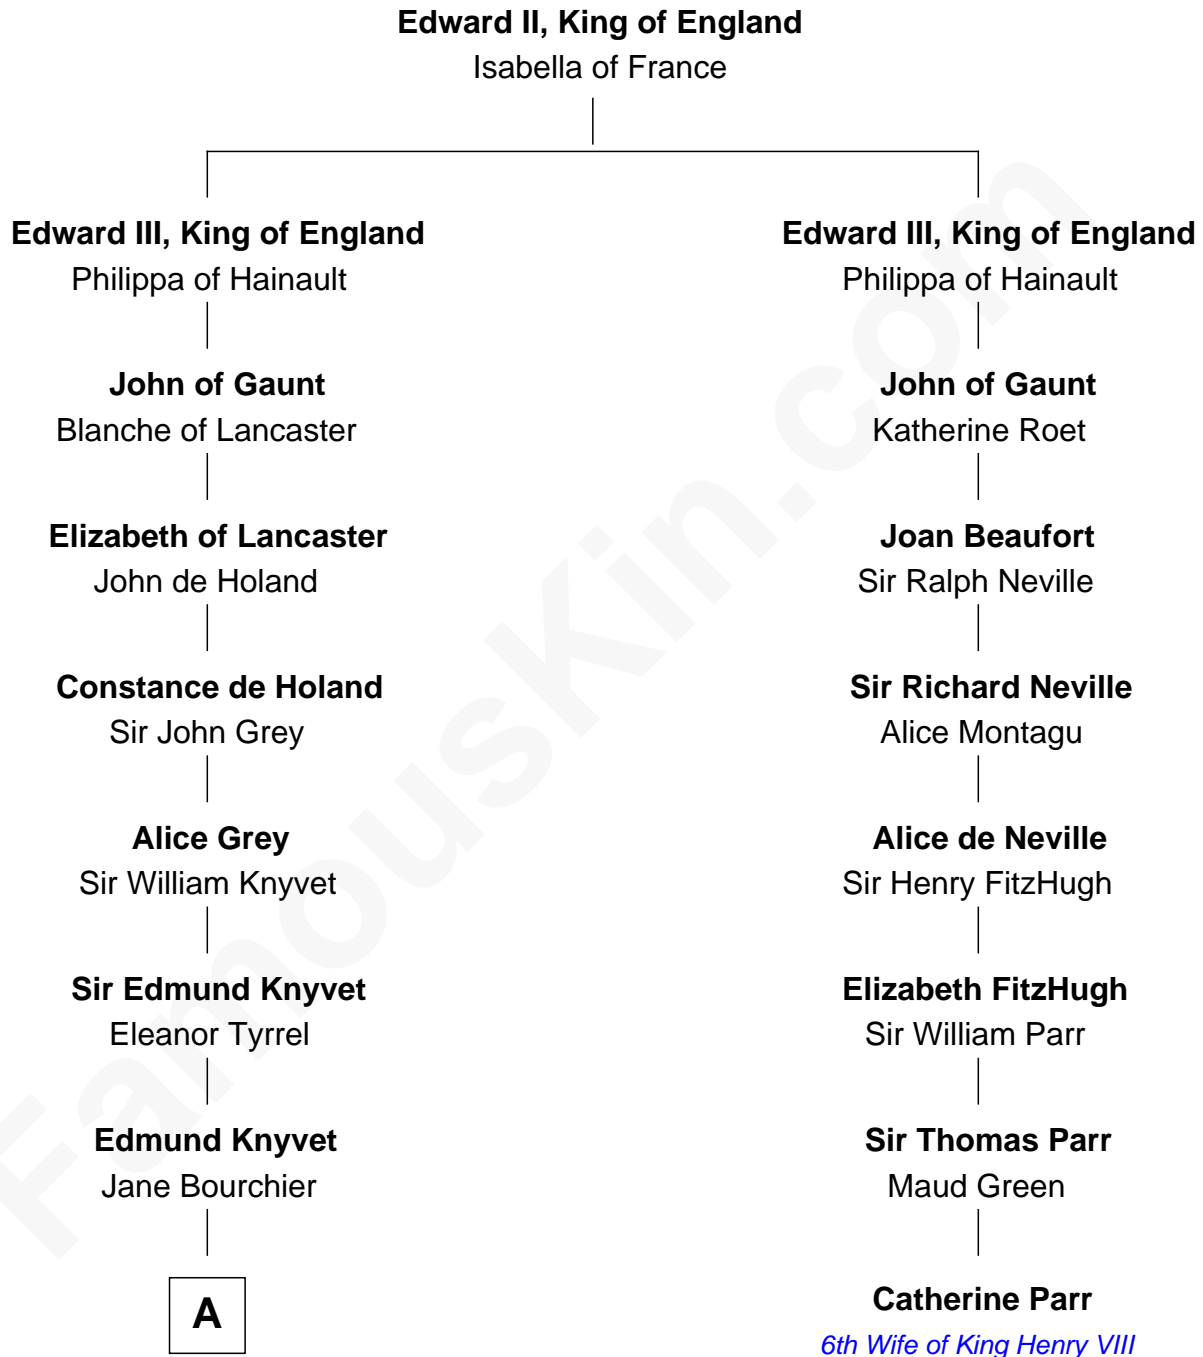 Edward II, King of England
Isabella of France
Edward III, King of England
Philippa of Hainault
John of Gaunt
Blanche of Lancaster
Elizabeth of Lancaster
John de Holand
Constance de Holand
Sir John Grey
Alice Grey
Sir William Knyvet
Sir Edmund Knyvet
Eleanor Tyrrel
Edmund Knyvet
Jane Bourchier
A
Edward III, King of England
Philippa of Hainault
John of Gaunt
Katherine Roet
Joan Beaufort
Sir Ralph Neville
Sir Richard Neville
Alice Montagu
Alice de Neville
Sir Henry FitzHugh
Elizabeth FitzHugh
Sir William Parr
Sir Thomas Parr
Maud Green
Catherine Parr
6th Wife of King Henry VIII
FamousKin.com